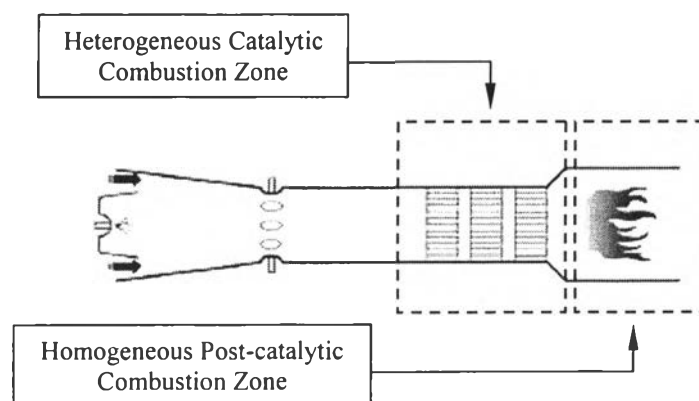 Heterogeneous Catalytic
Combustion Zone
Homogeneous Post-catalytic
Combustion Zone